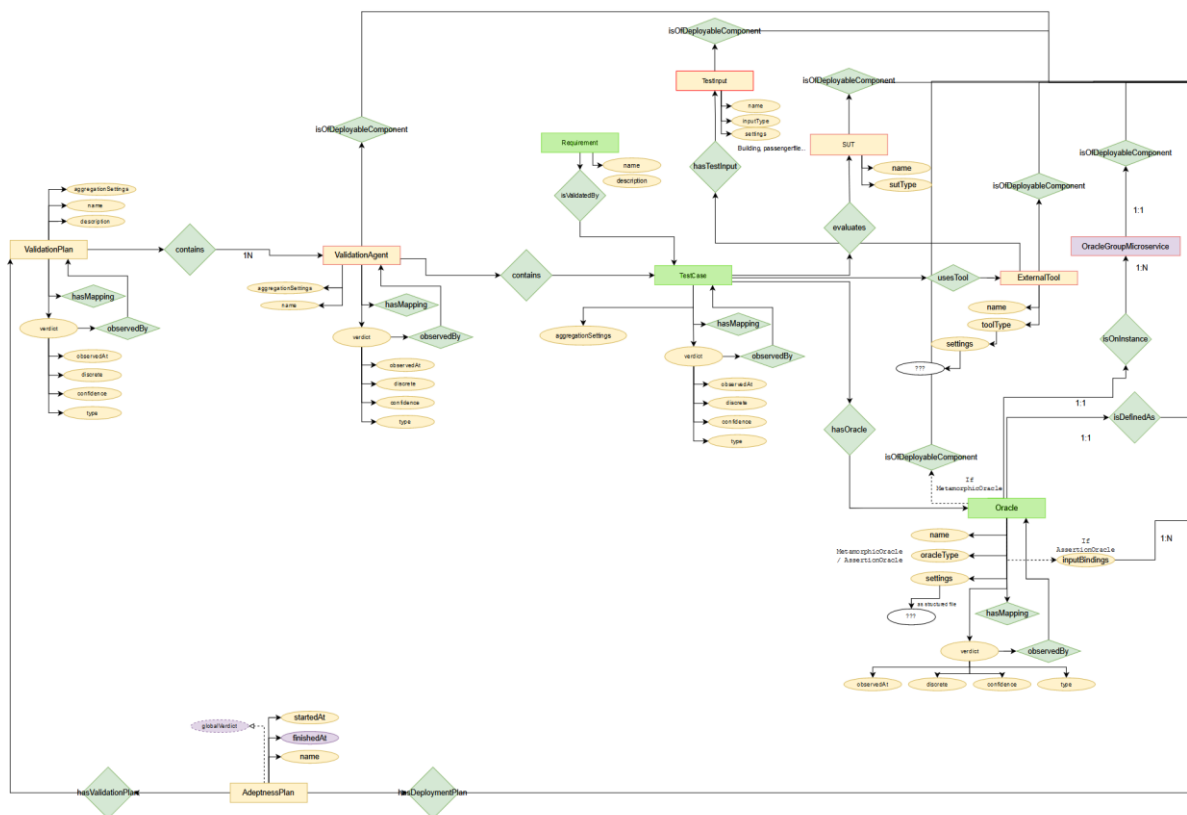 isOfDeployableComponent
TestInput
isOfDeployableComponent
name
inputType
settings
isOfDeployableComponent
Requirement
Building, passengerfile...
SUT
OracleGroupMicroservice
isOfDeployableComponent
name
description
hasTestInput
name
sutType
isOfDeployableComponent
isOfDeployableComponent
aggregationSettings
name
description
isValidatedBy
1:1
ValidationPlan
contains
1N
ValidationAgent
contains
evaluates
TestCase
usesTool
ExternalTool
1:N
hasMapping
verdict
observedBy
aggregationSettings
name
hasMapping
verdict
observedBy
aggregationSettings
hasMapping
verdict
observedBy
name
toolType
settings
???
isOnInstance
observedAt
discrete
confidence
type
observedAt
discrete
confidence
type
observedAt
discrete
confidence
type
hasOracle
1:1
isDefinedAs
1:1
isOfDeployableComponent
If
MetamorphicOracle
Oracle
name
MetamorphicOracle
/ AssertionOracle
oracleType
If
AssertionOracle
inputBindings
1:N
settings
as structured file
???
hasMapping
verdict
observedBy
observedAt
discrete
confidence
type
globalVerdict
startedAt
finishedAt
name
hasValidationPlan
AdeptnessPlan
hasDeploymentPlan